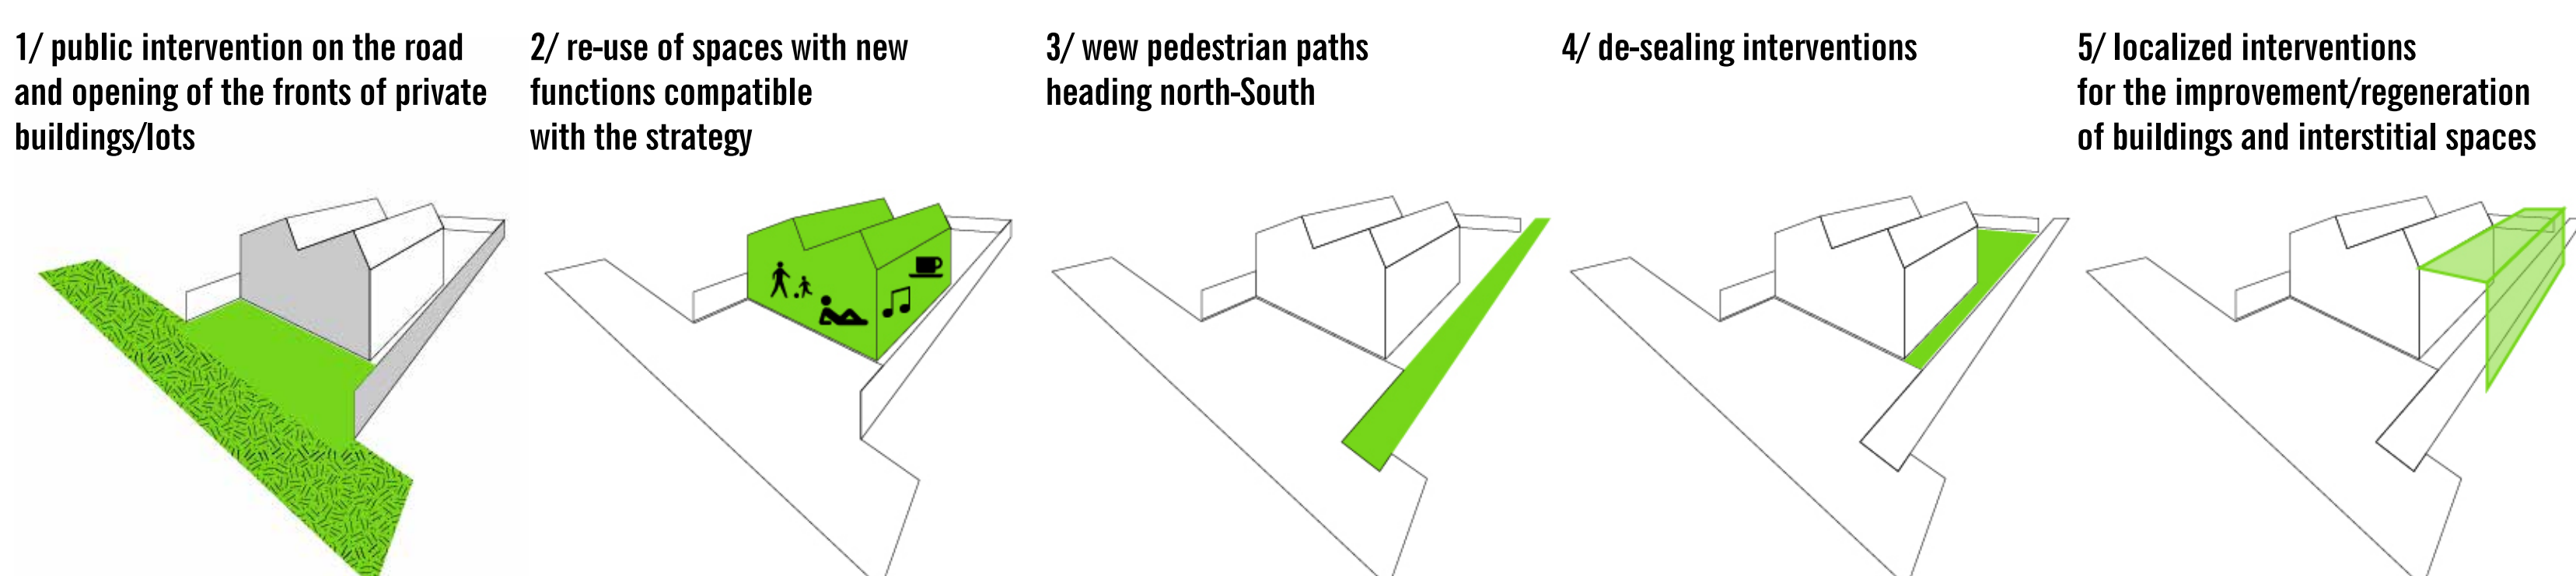 1/ public intervention on the road
and opening of the fronts of private
buildings/lots
2/ re-use of spaces with new
functions compatible
with the strategy
3/ wew pedestrian paths
heading north-South
4/ de-sealing interventions
5/ localized interventions
for the improvement/regeneration
of buildings and interstitial spaces